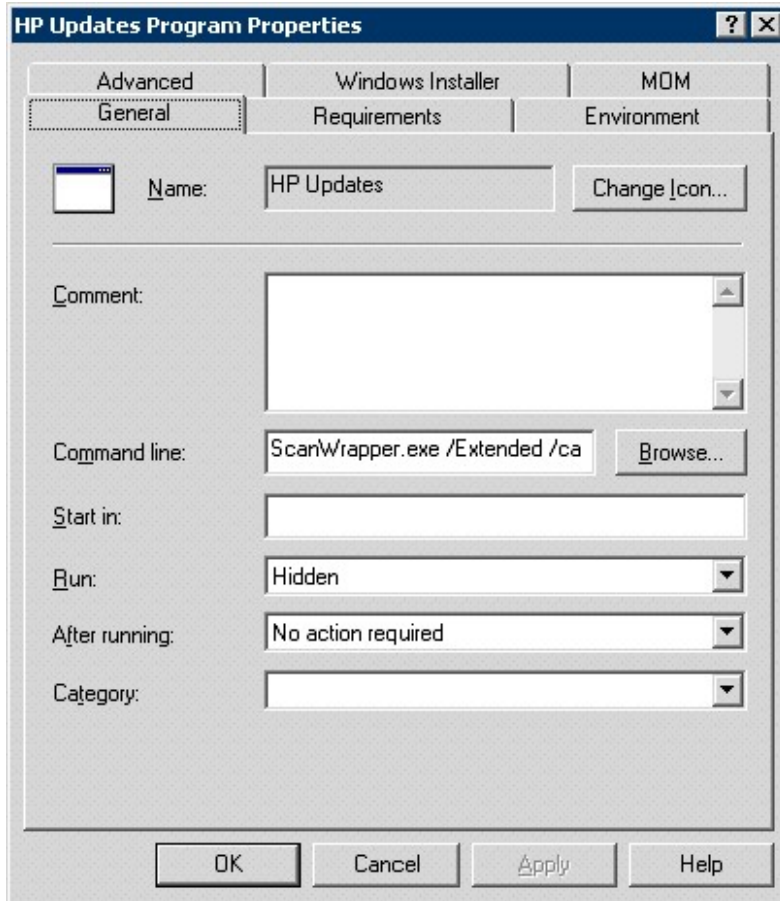 HP Updates Program Properties
Advanced Windows Installer MOM
General Requirements Environment
Name: HP Updates Change Icon...
Comment:
Command line: ScanWrapper.exe /Extended /ca Browse...
Start in:
Run: Hidden
After running: No action required
Category:
OK Cancel Apply Help